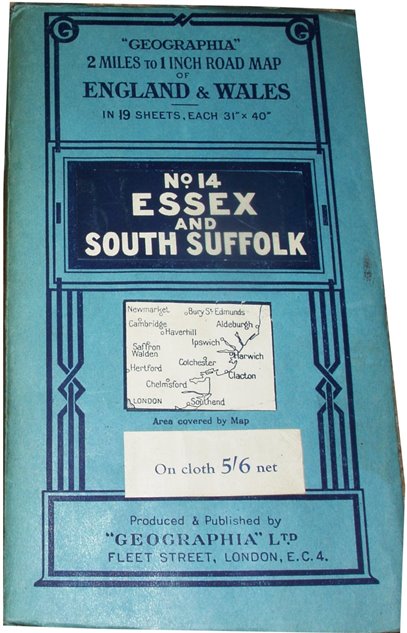 G G
"GEOGRAPHIA"
2 MILES TO 1 INCH ROAD MAP
OF
ENGLAND & WALES
IN 19 SHEETS, EACH 31" × 40"
No 14
ESSEX
AND
SOUTH SUFFOLK
Newmarket Bury St Edmunds
Cambridge Aldeburgh
Haverhill
Ipswich
Saffron
Walden
Harwich
Colchester
Hertford
Clacton
Chelmsford
LONDON Southend
Area covered by Map
On cloth 5/6 net
Produced & Published by
"GEOGRAPHIA" LTD
FLEET STREET, LONDON, E.C.4.